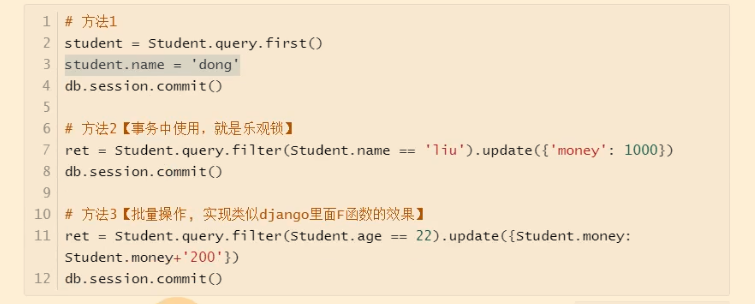 1 # 方法1
2 student = Student.query.first()
3 student.name = 'dong'
4 db.session.commit()
5
6 # 方法2【事务中使用，就是乐观锁】
7 ret = Student.query.filter(Student.name == 'liu').update({'money': 1000})
8 db.session.commit()
9
10 # 方法3【批量操作, 实现类似django里面F函数的效果】
11 ret = Student.query.filter(Student.age == 22).update({Student.money:
Student.money+'200'})
12 db.session.commit()